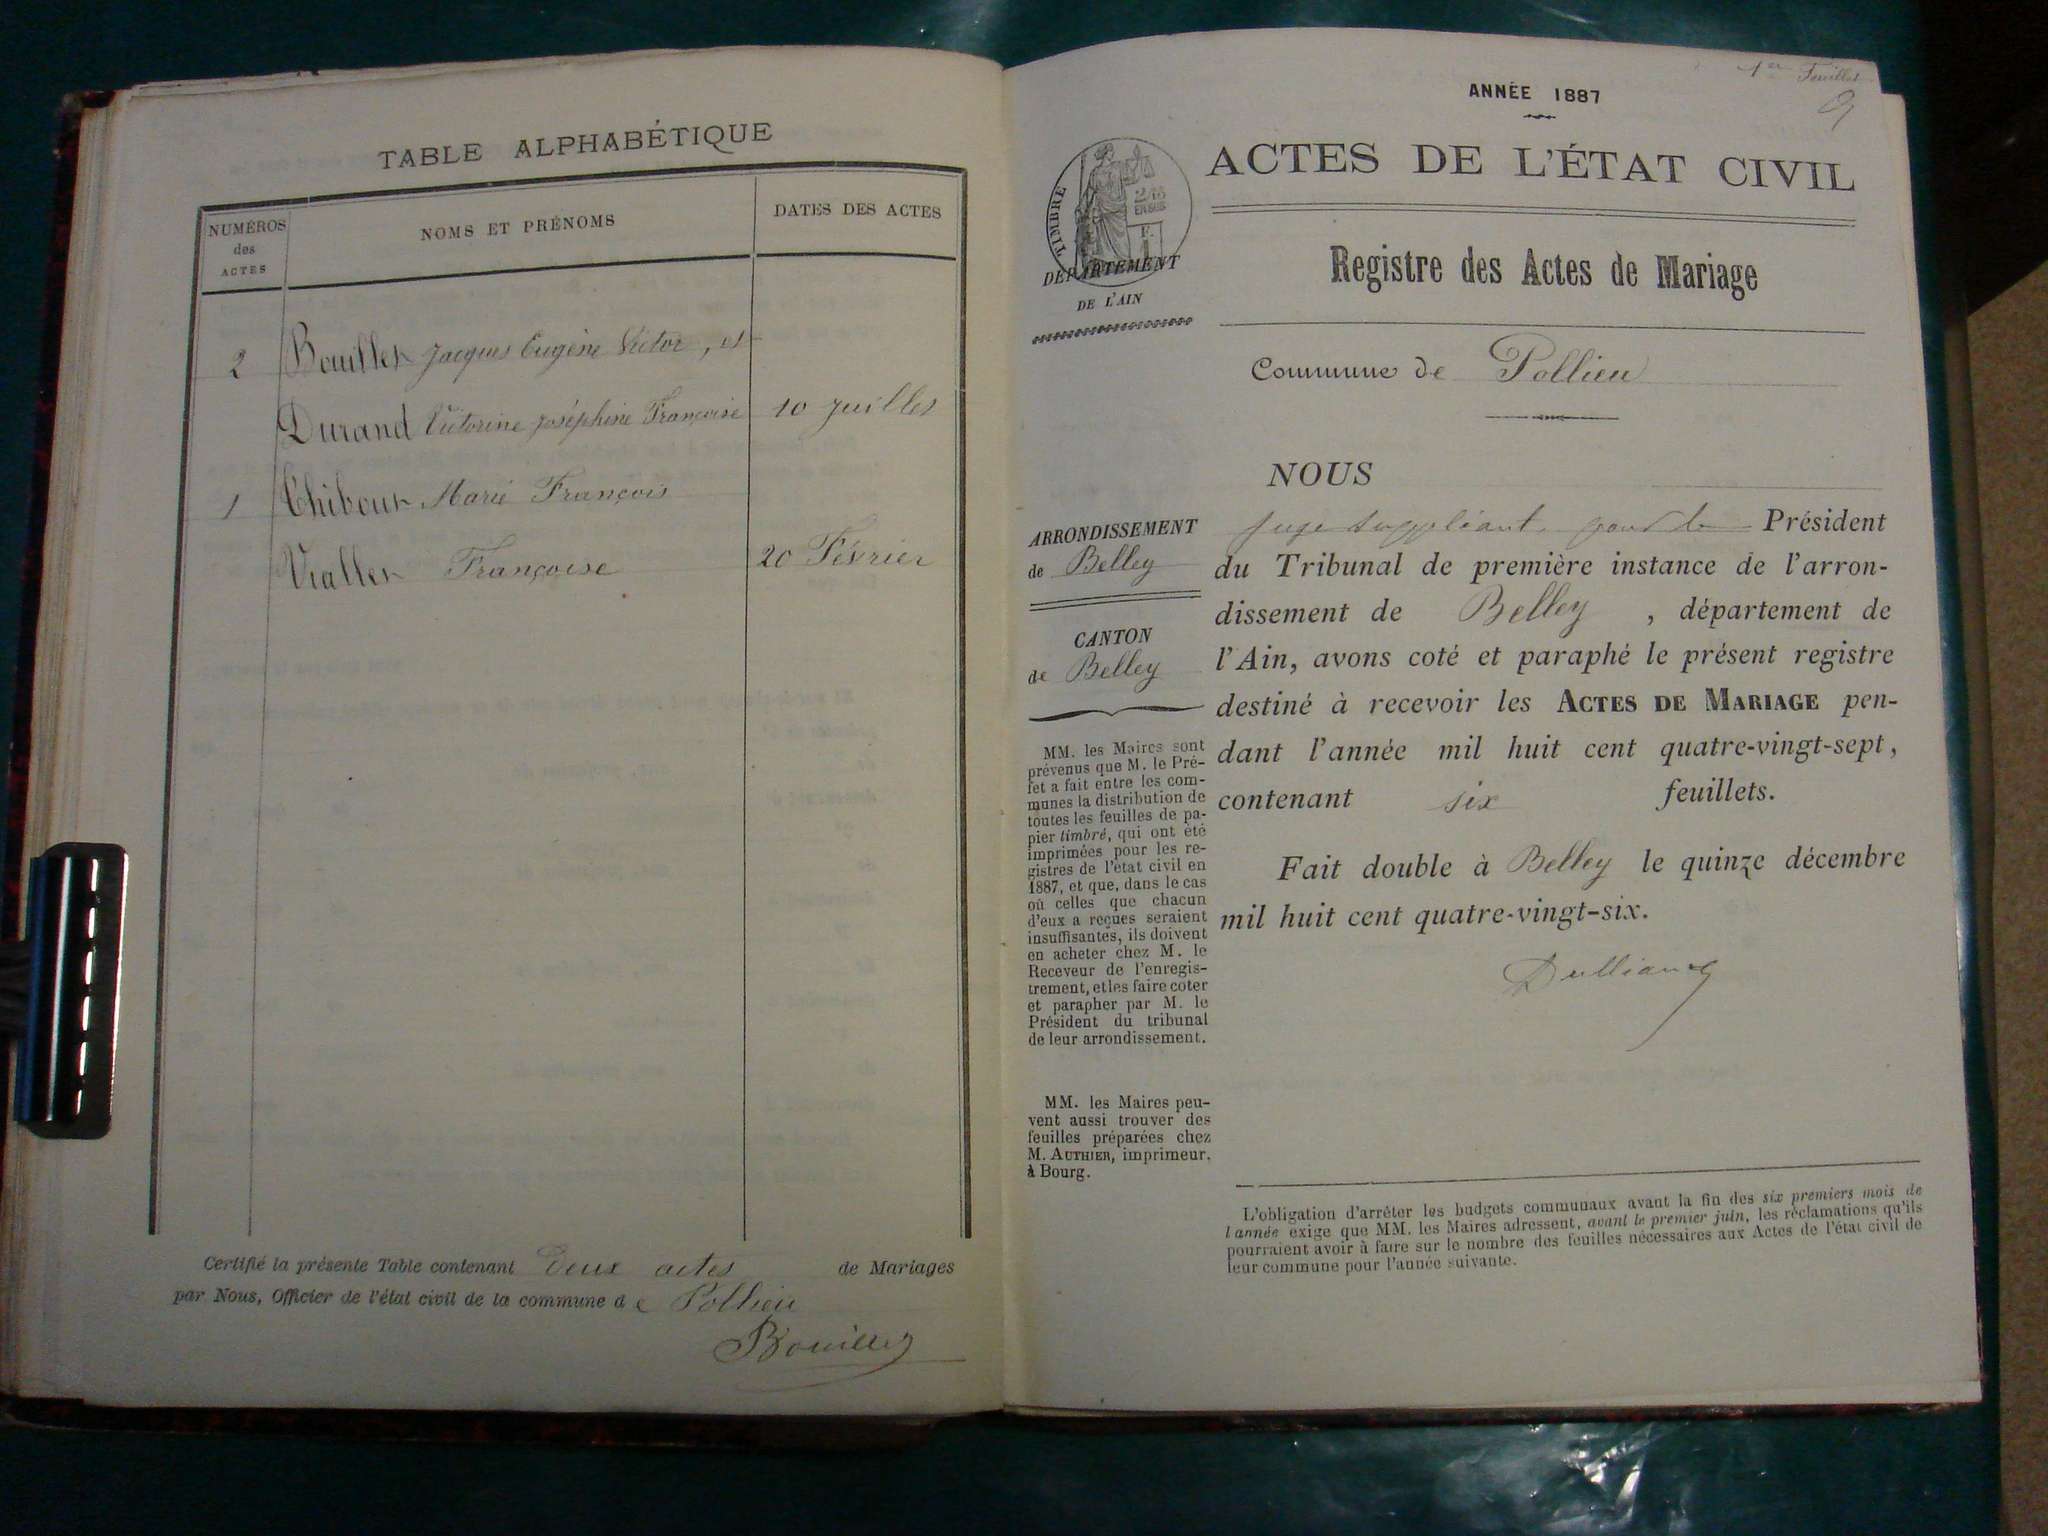 TABLE ALPHABÉTIQUE
NUMÉROS
des
ACTES
NOMS ET PRÉNOMS
DATES DES ACTES
2 Bouillet Jacques Eugène Victor, et
Durand Victorine Joséphine Françoise 10 Juillet
1 Thibout Marie François
Viallet Françoise 20 Février
Certifié la présente Table contenant deux actes de Mariages
par Nous, Officier de l'état civil de la commune d e Pollieu
Bouillet
1er Feuillet
ANNÉE 1887
ACTES DE L'ÉTAT CIVIL
TIMBRE
2/10
EN SUS
F.
1
DÉPARTEMENT
DE L'AIN
Registre des Actes de Mariage
Commune de Pollieu
ARRONDISSEMENT
de Belley
CANTON
de Belley
MM. les Maires sont
prévenus que M. le Pré-
fet a fait entre les com-
munes la distribution de
toutes les feuilles de pa-
pier timbré, qui ont été
imprimées pour les re-
gistres de l'état civil en
1887, et que, dans le cas
où celles que chacun
d'eux a reçues seraient
insuffisantes, ils doivent
en acheter chez M. le
Receveur de l'enregis-
trement, et les faire coter
et parapher par M. le
Président du tribunal
de leur arrondissement.
MM. les Maires peu-
vent aussi trouver des
feuilles préparées chez
M. AUTHIER, imprimeur,
à Bourg.
NOUS
juge suppléant pour le Président
du Tribunal de première instance de l'arron-
dissement de Belley, département de
l'Ain, avons coté et paraphé le présent registre
destiné à recevoir les ACTES DE MARIAGE pen-
dant l'année mil huit cent quatre-vingt-sept,
contenant six feuillets.
Fait double à Belley le quinze décembre
mil huit cent quatre-vingt-six.
L'obligation d'arrêter les budgets communaux avant la fin des six premiers mois de
l'année exige que MM. les Maires adressent, avant le premier juin, les réclamations qu'ils
pourraient avoir à faire sur le nombre des feuilles nécessaires aux Actes de l'état civil de
leur commune pour l'année suivante.